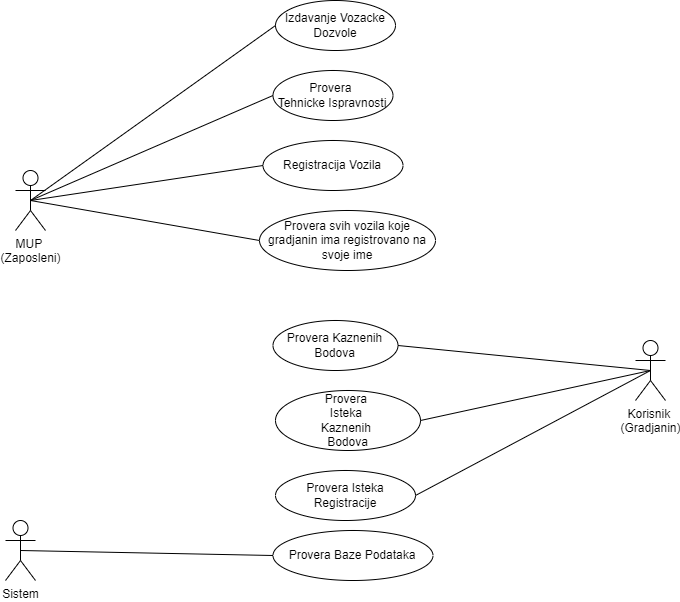 Izdavanje Vozacke
Dozvole
Provera
Tehnicke Ispravnosti
Registracija Vozila
Provera svih vozila koje
gradjanin ima registrovano na
svoje ime
MUP
(Zaposleni)
Provera Kaznenih
Bodova
Provera
Isteka
Kaznenih
Bodova
Korisnik
(Gradjanin)
Provera Isteka
Registracije
Provera Baze Podataka
Sistem